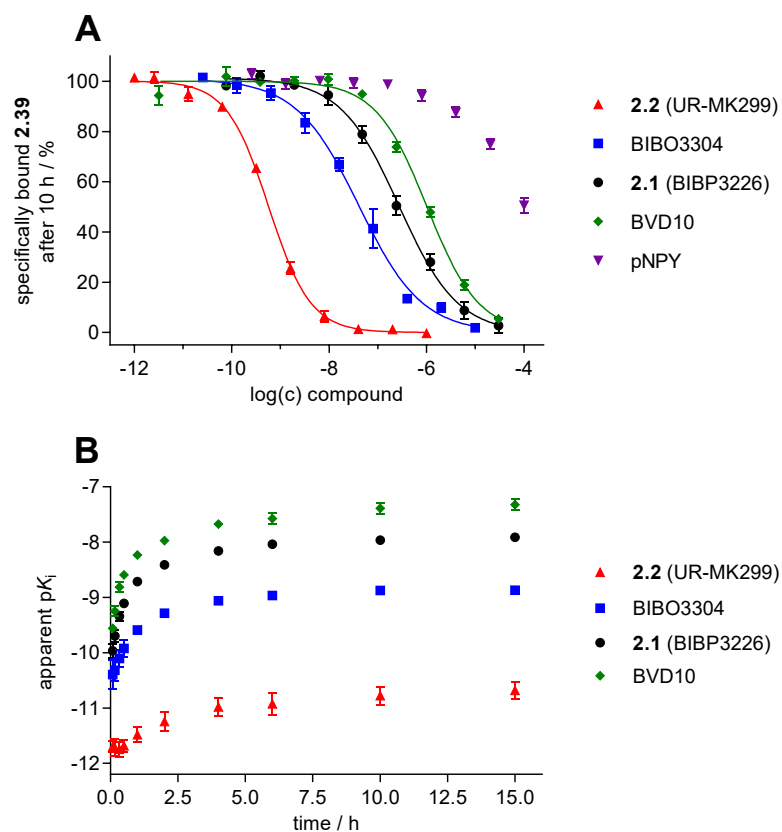 A
specifically bound 2.39
after 10 h / %
100
80
60
40
20
0
-12
-10
-8
-6
-4
log(c) compound
2.2 (UR-MK299)
BIBO3304
2.1 (BIBP3226)
BVD10
pNPY
B
apparent pKi
-7
-8
-9
-10
-11
-12
0.0
2.5
5.0
7.5
10.0
12.5
15.0
time / h
2.2 (UR-MK299)
BIBO3304
2.1 (BIBP3226)
BVD10